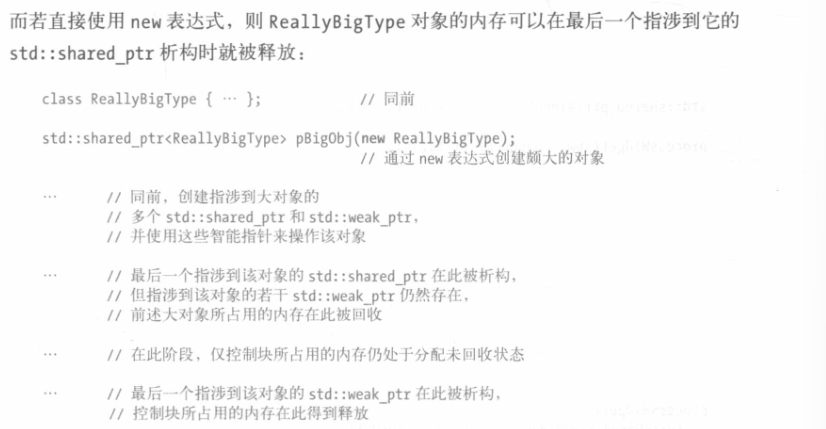 而若直接使用 new 表达式，则 ReallyBigType 对象的内存可以在最后一个指涉到它的
std::shared_ptr 析构时就被释放：
class ReallyBigType { … }; // 同前
std::shared_ptr<ReallyBigType> pBigObj(new ReallyBigType);
// 通过 new 表达式创建颇大的对象
… // 同前，创建指涉到大对象的
// 多个 std::shared_ptr 和 std::weak_ptr，
// 并使用这些智能指针来操作该对象
… // 最后一个指涉到该对象的 std::shared_ptr 在此被析构，
// 但指涉到该对象的若干 std::weak_ptr 仍然存在，
// 前述大对象所占用的内存在此被回收
… // 在此阶段，仅控制块所占用的内存仍处于分配未回收状态
… // 最后一个指涉到该对象的 std::weak_ptr 在此被析构，
// 控制块所占用的内存在此得到释放